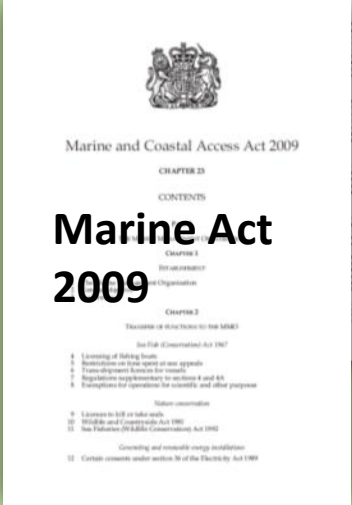 Marine and Coastal Access Act 2009
CHAPTER 23
CONTENTS
Marine Act
CHAPTER 1
ESTABLISHMENT
2009
CHAPTER 2
TRANSFER OF FUNCTIONS TO THE MMO
Sea Fish (Conservation) Act 1967
4 Licensing of fishing boats
5 Restrictions on time spent at sea: appeals
6 Trans-shipment licences for vessels
7 Regulations supplementary to sections 4 and 4A
8 Exemptions for operations for scientific and other purposes
Nature conservation
9 Licences to kill or take seals
10 Wildlife and Countryside Act 1981
11 Sea Fisheries (Wildlife Conservation) Act 1992
Generating and renewable energy installations
12 Certain consents under section 36 of the Electricity Act 1989